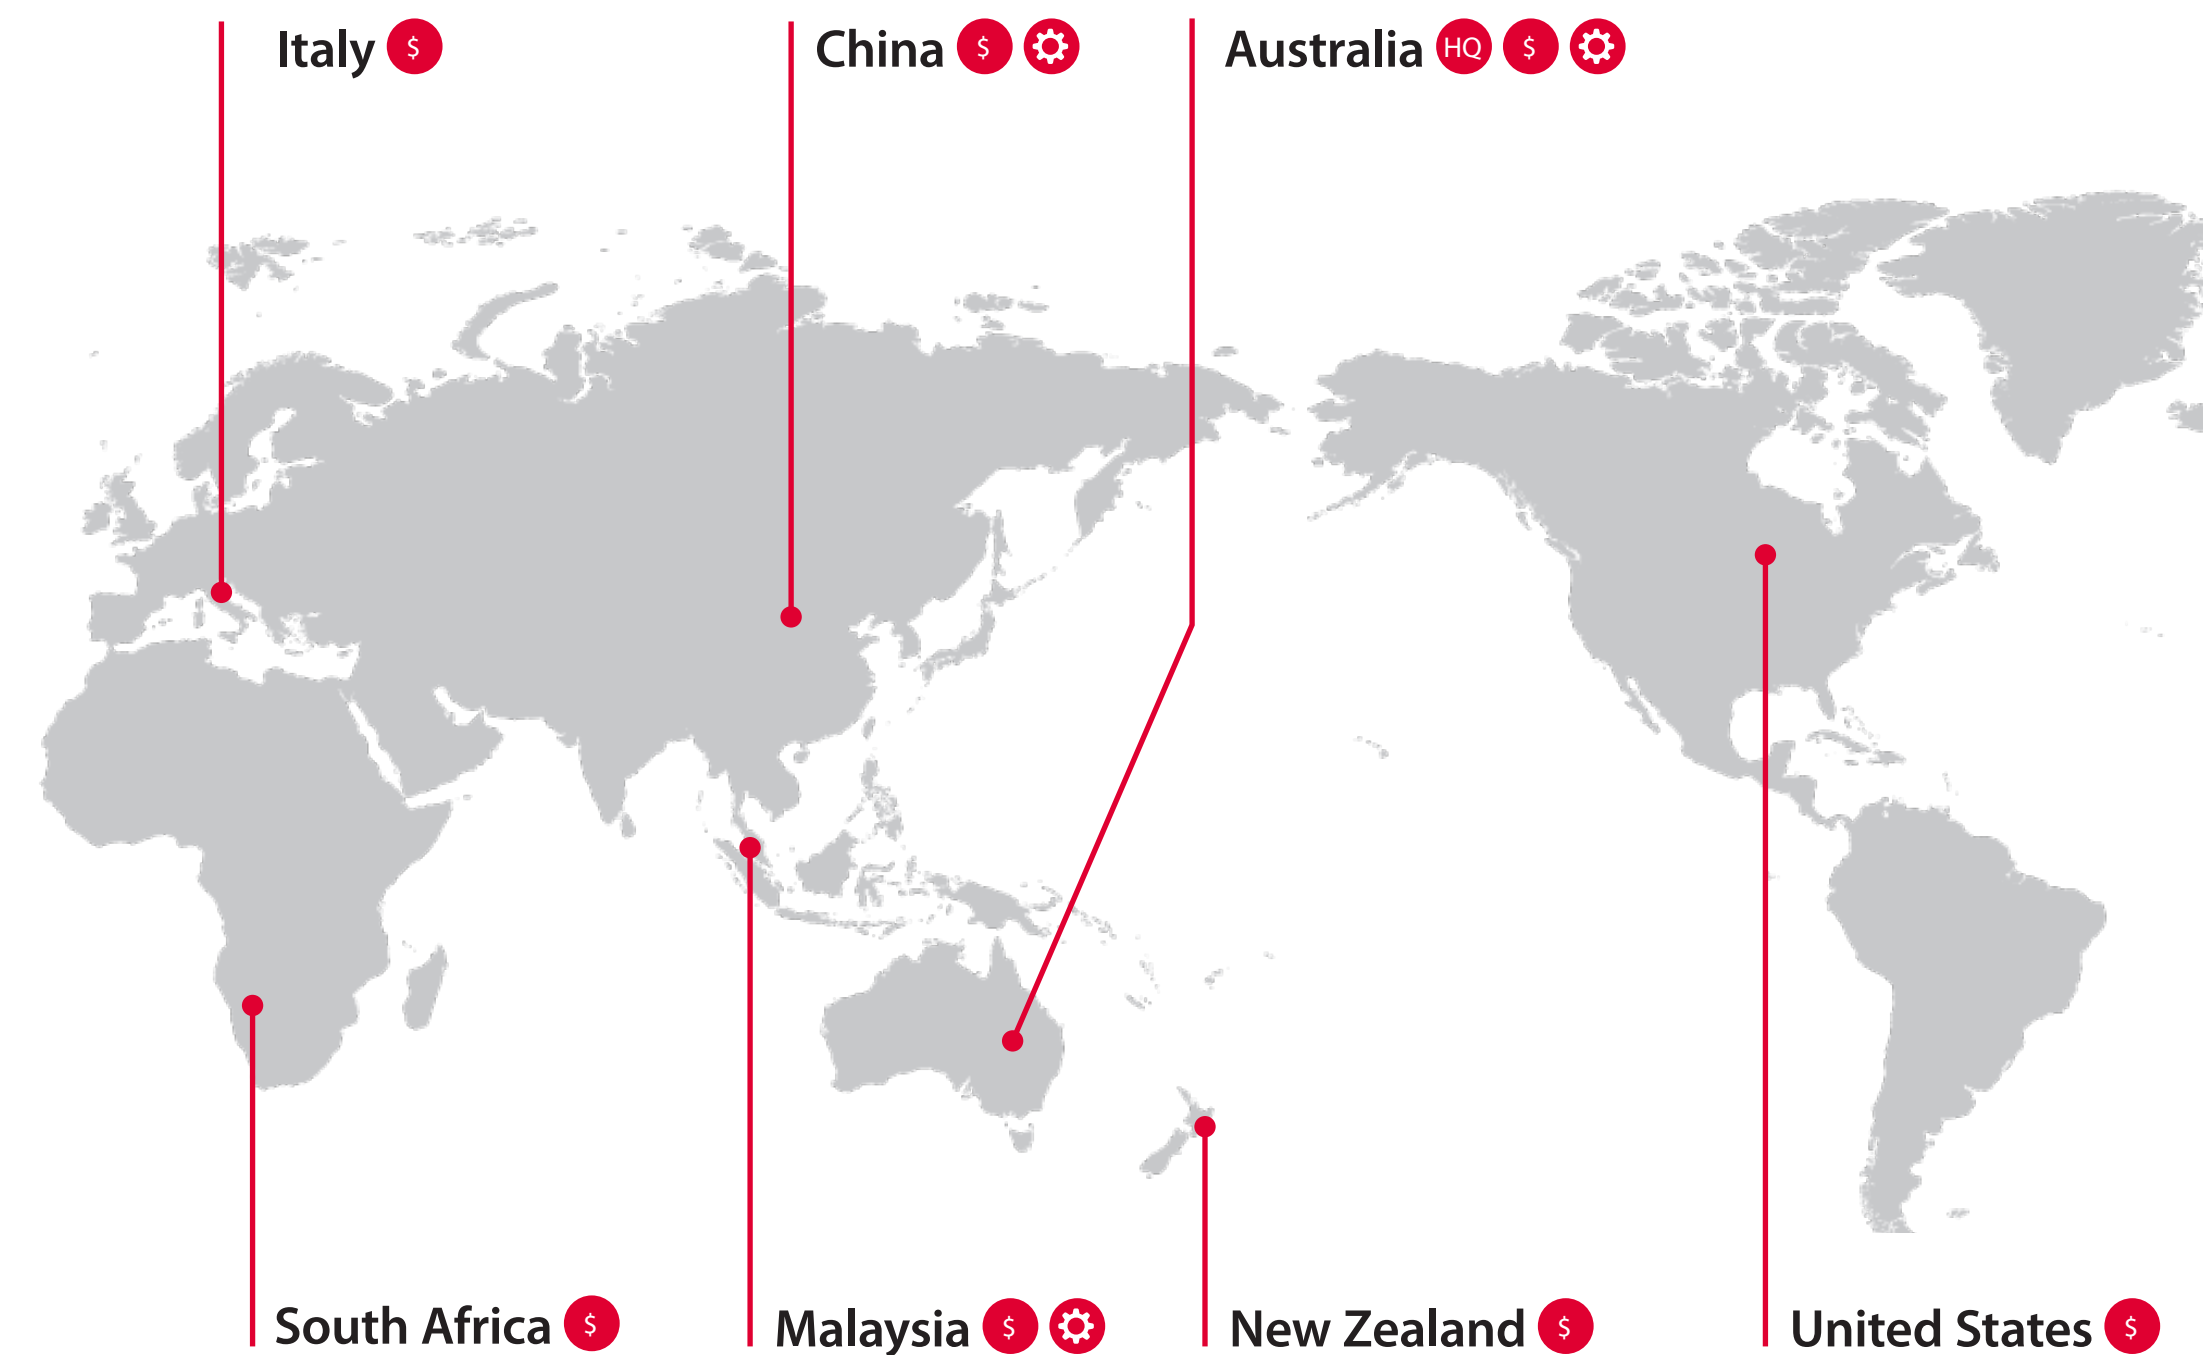 Italy $
China $
Australia HQ $
South Africa $
Malaysia $
New Zealand $
United States $